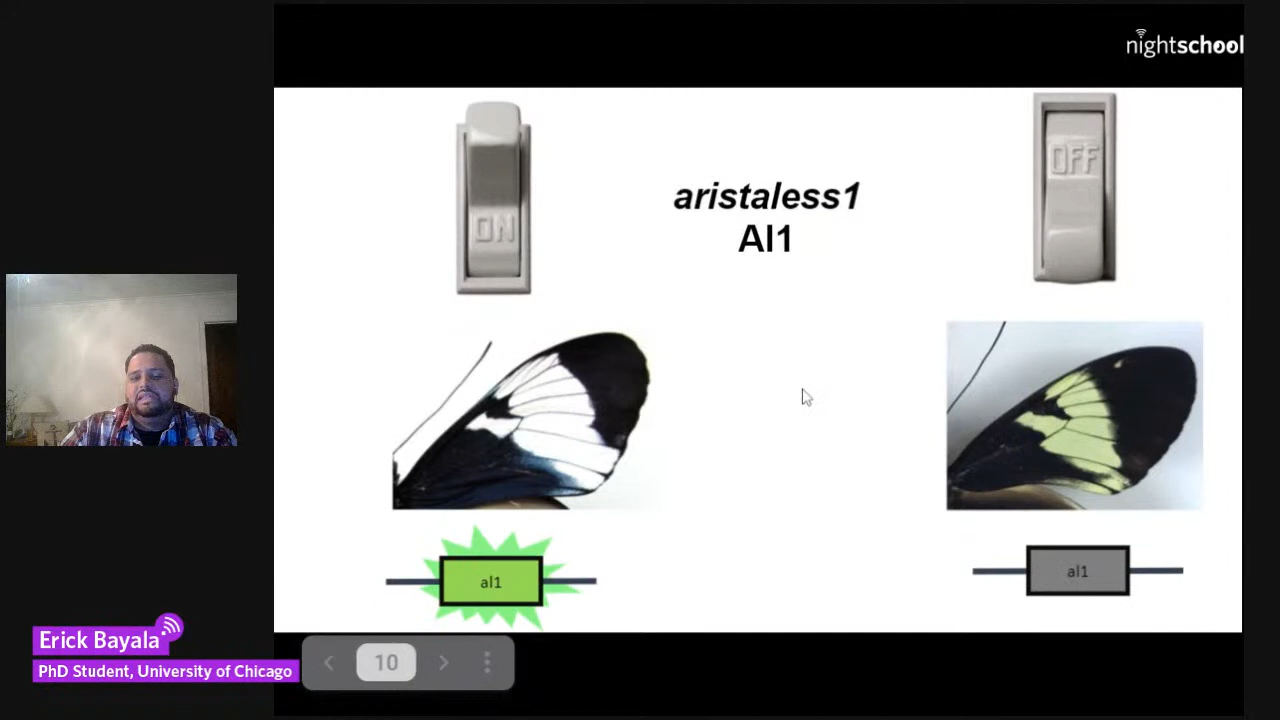 nightschool
ON
OFF
aristaless1
Al1
al1
al1
Erick Bayala
PhD Student, University of Chicago
10